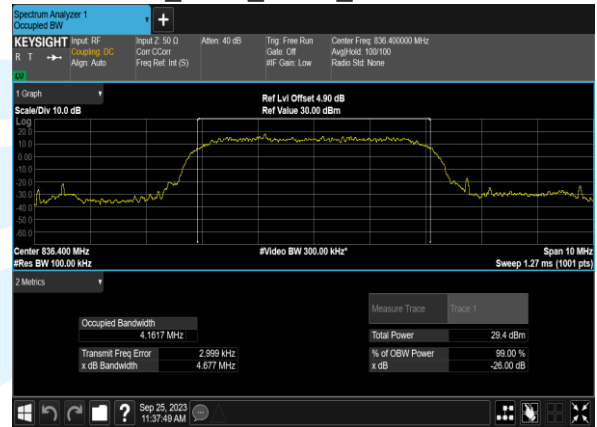 Spectrum Analyzer 1
Occupied BW
+
KEYSIGHT Input: RF Input Z: 50 Ω Atten: 40 dB Trig: Free Run Center Freq: 836.400000 MHz
R T Coupling: DC Corr CCorr Gate: Off Avg|Hold: 100/100
Align: Auto Freq Ref: Int (S) #IF Gain: Low Radio Std: None
LW
1 Graph
Ref Lvl Offset 4.90 dB
Scale/Div 10.0 dB Ref Value 30.00 dBm
Log
20.0
10.0
0.00
-10.0
-20.0
-30.0
-40.0
-50.0
-60.0
Center 836.400 MHz #Video BW 300.00 kHz* Span 10 MHz
#Res BW 100.00 kHz Sweep 1.27 ms (1001 pts)
2 Metrics
Measure Trace Trace 1
Occupied Bandwidth
4.1617 MHz Total Power 29.4 dBm
Transmit Freq Error 2.999 kHz % of OBW Power 99.00 %
x dB Bandwidth 4.677 MHz x dB -26.00 dB
? Sep 25, 2023
11:37:49 AM